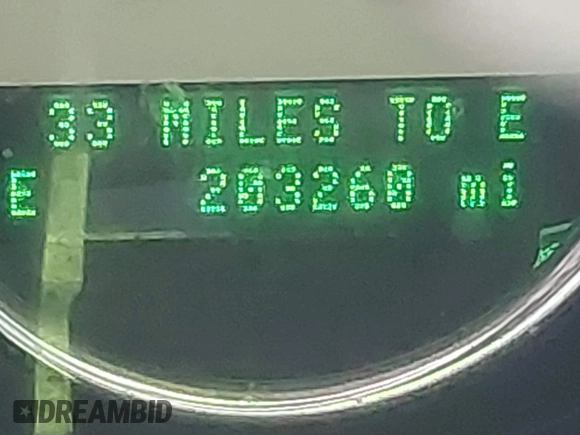 33 MILES TO E
E 203260 mi
DREAMBID